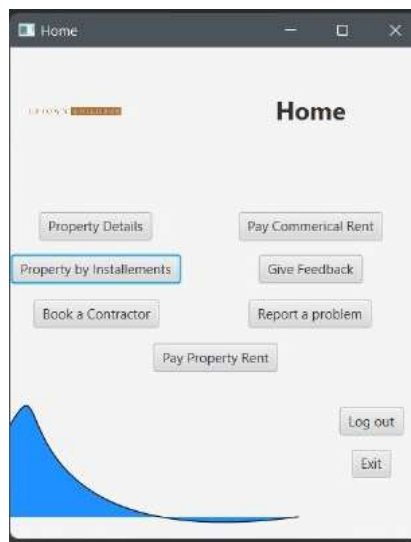 Home
Home
Property Details
Pay Commerical Rent
Property by Installements
Give Feedback
Book a Contractor
Report a problem
Pay Property Rent
Log out
Exit